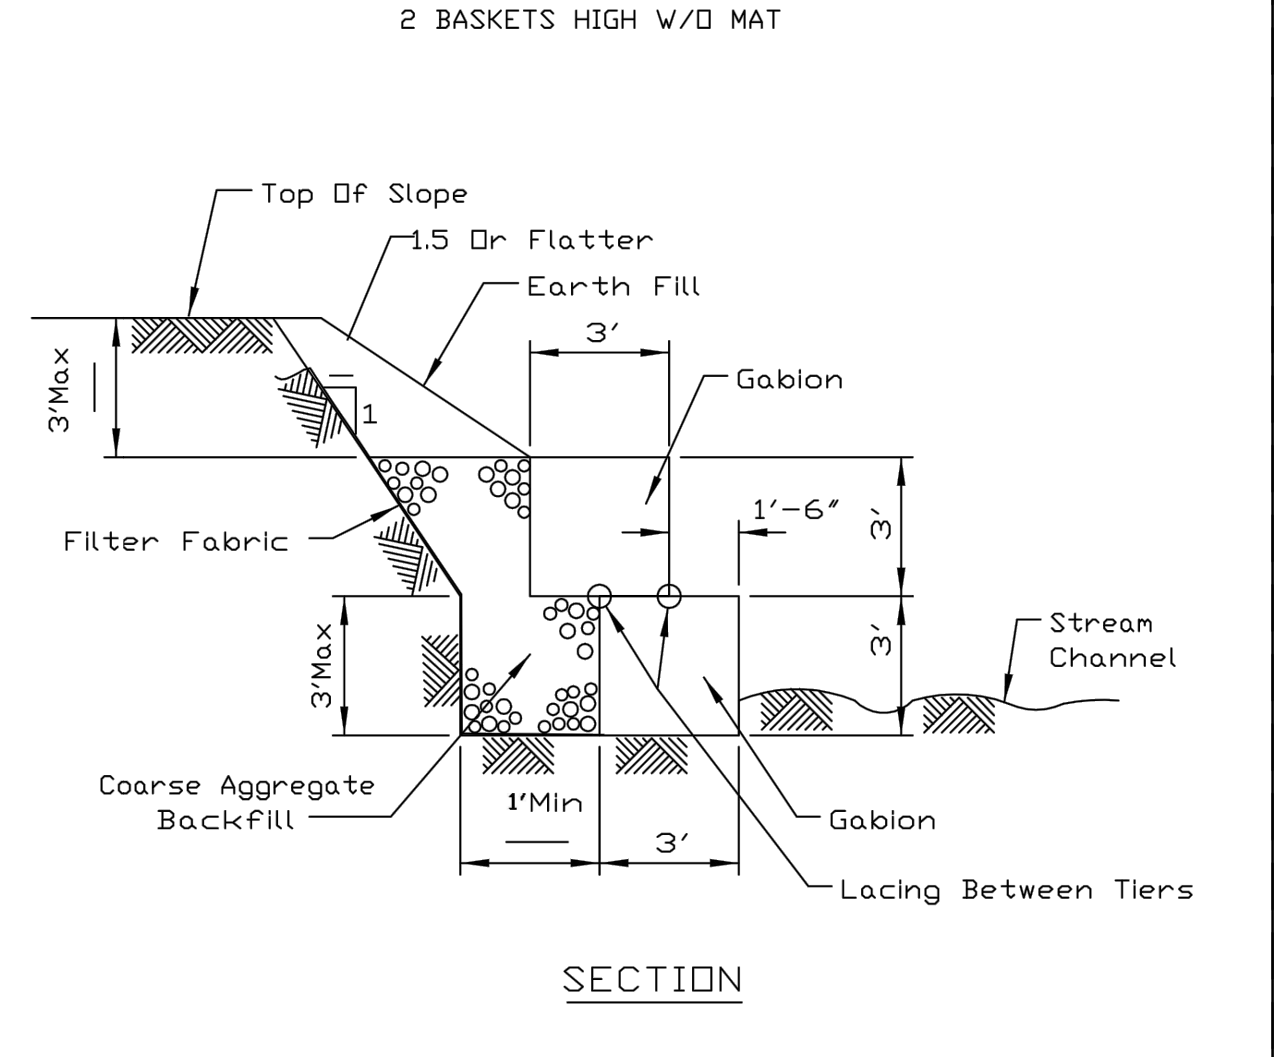 2 BASKETS HIGH W/O MAT
Top Of Slope
1.5 Or Flatter
Earth Fill
3'
Gabion
3'Max
1
1'-6"
3'
Filter Fabric
3'Max
3'
Stream
Channel
Coarse Aggregate
Backfill
1'Min
3'
Gabion
Lacing Between Tiers
SECTION